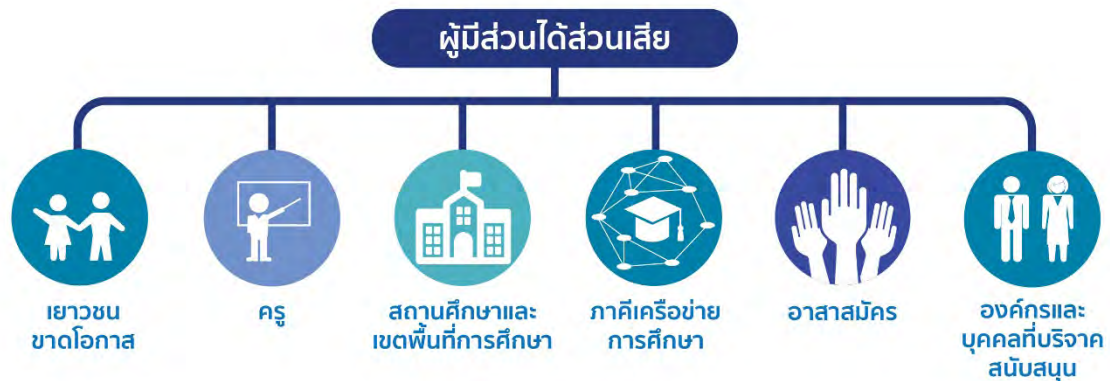 ผู้มีส่วนได้ส่วนเสีย
เยาวชน
ขาดโอกาส
ครู
สถานศึกษาและ
เขตพื้นที่การศึกษา
ภาคีเครือข่าย
การศึกษา
อาสาสมัคร
องค์กรและ
บุคคลที่บริจาค
สนับสนุน